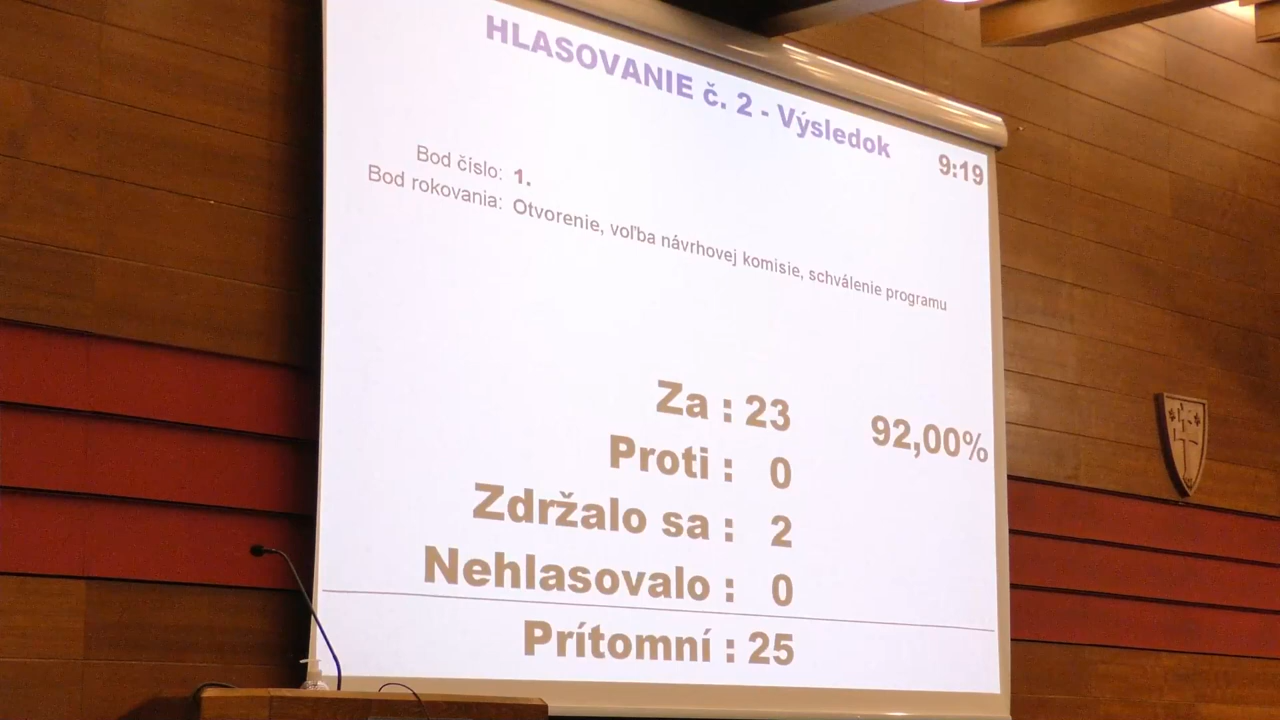 HLASOVANIE č. 2 - Výsledok
9:19
Bod číslo: 1.
Bod rokovania: Otvorenie, voľba návrhovej komisie, schválenie programu
Za : 23 92,00%
Proti : 0
Zdržalo sa : 2
Nehlasovalo : 0
Prítomní : 25